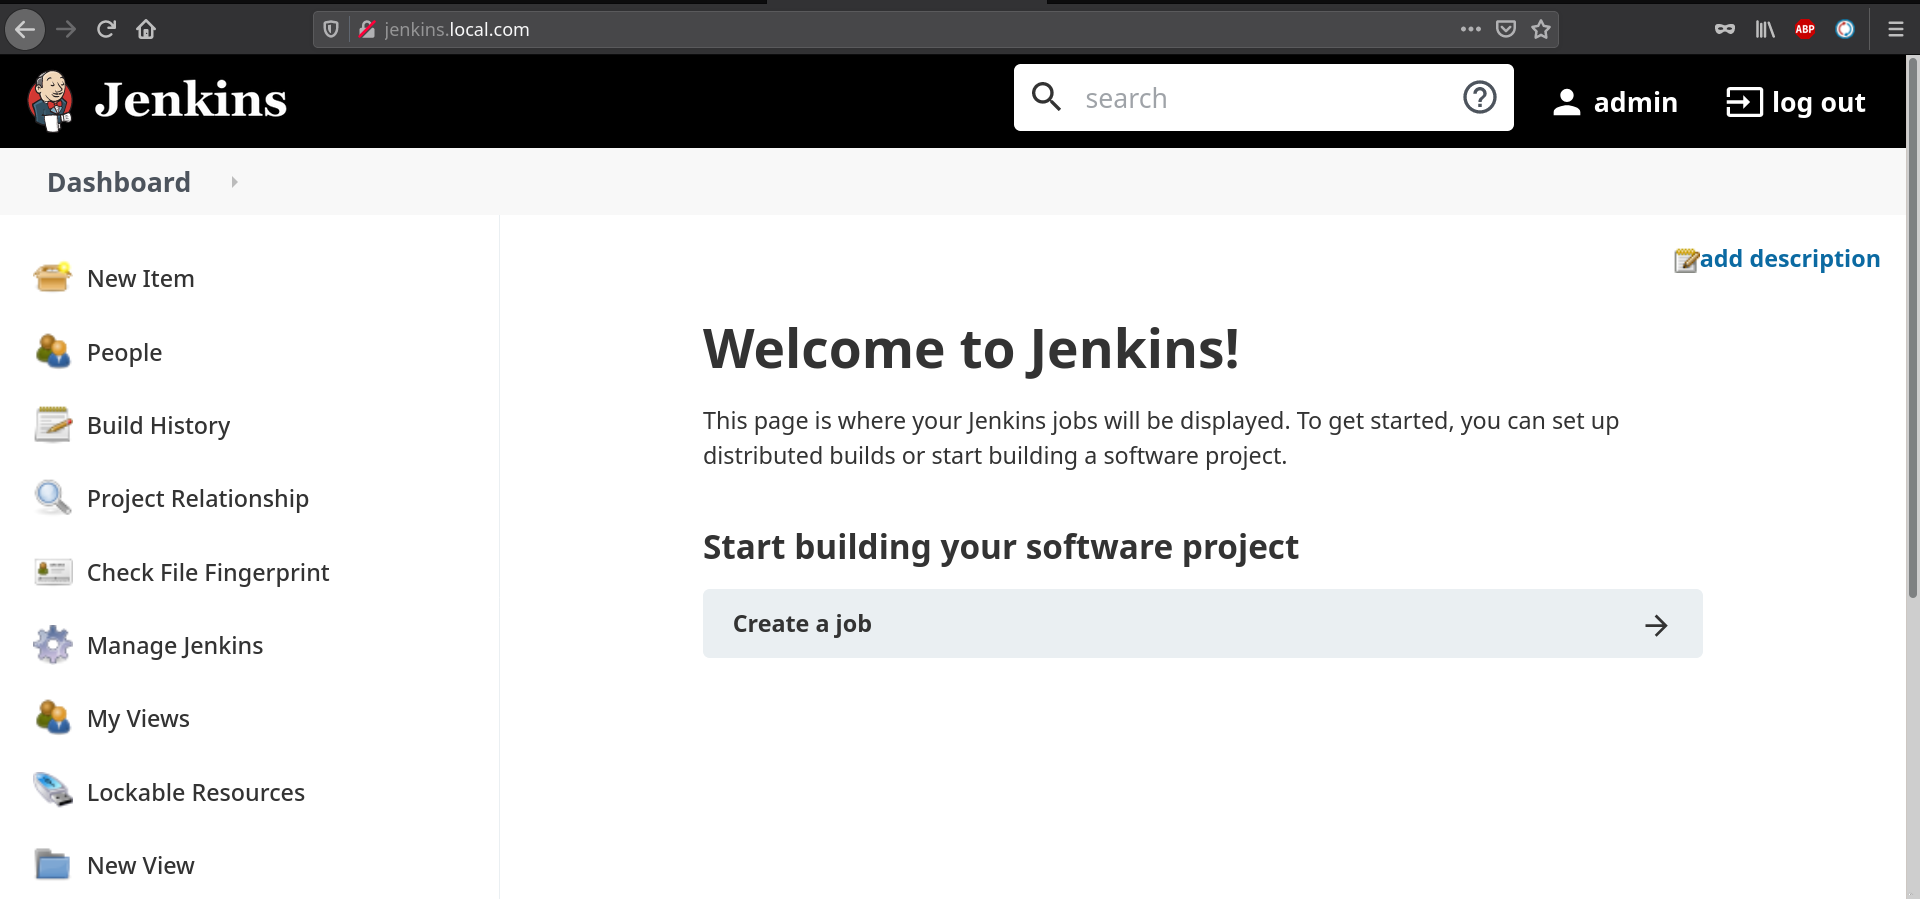 jenkins.local.com
ABP
Jenkins
search
admin
log out
Dashboard
add description
New Item
People
Build History
Project Relationship
Check File Fingerprint
Manage Jenkins
My Views
Lockable Resources
New View
Welcome to Jenkins!
This page is where your Jenkins jobs will be displayed. To get started, you can set up
distributed builds or start building a software project.
Start building your software project
Create a job